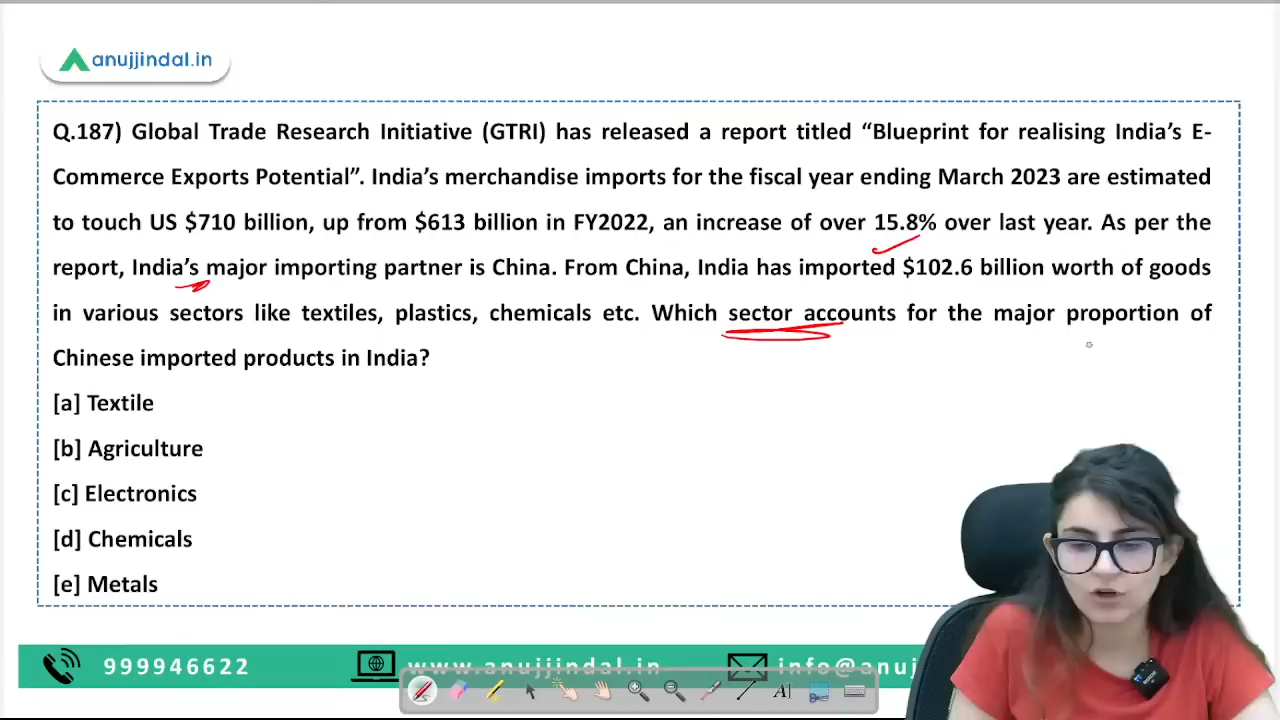 anujjindal.in
Q.187) Global Trade Research Initiative (GTRI) has released a report titled “Blueprint for realising India’s E-
Commerce Exports Potential”. India’s merchandise imports for the fiscal year ending March 2023 are estimated
to touch US $710 billion, up from $613 billion in FY2022, an increase of over 15.8% over last year. As per the
report, India’s major importing partner is China. From China, India has imported $102.6 billion worth of goods
in various sectors like textiles, plastics, chemicals etc. Which sector accounts for the major proportion of
Chinese imported products in India?
[a] Textile
[b] Agriculture
[c] Electronics
[d] Chemicals
[e] Metals
999946622 www.anujjindal.in info@anuj
A